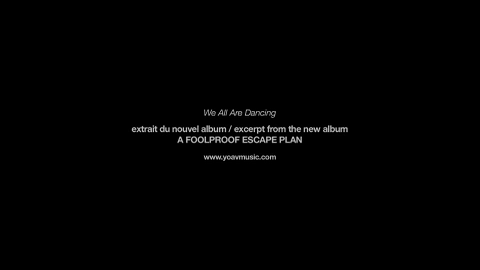 We All Are Dancing
extrait du nouvel album / excerpt from the new album
A FOOLPROOF ESCAPE PLAN
www.yoavmusic.com